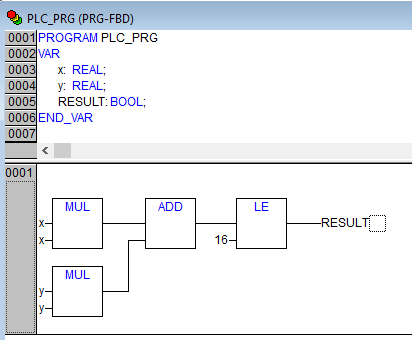 PLC_PRG (PRG-FBD)
0001 PROGRAM PLC_PRG
0002 VAR
0003 x: REAL;
0004 y: REAL;
0005 RESULT: BOOL;
0006 END_VAR
0007
0001
MUL ADD LE
x RESULT
x 16
MUL
y
y